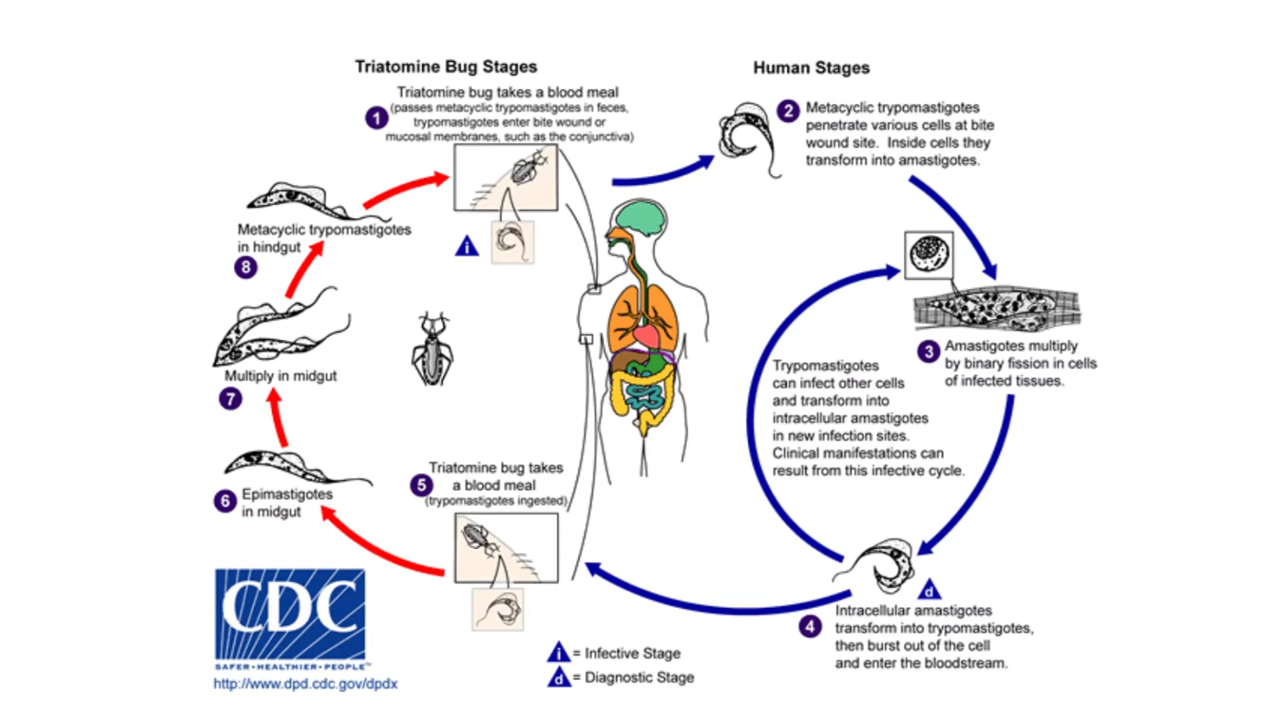 Triatomine Bug Stages
Triatomine bug takes a blood meal
(passes metacyclic trypomastigotes in feces,
trypomastigotes enter bite wound or
mucosal membranes, such as the conjunctiva)
1
i
Human Stages
2
Metacyclic trypomastigotes
penetrate various cells at bite
wound site. Inside cells they
transform into amastigotes.
3
Amastigotes multiply
by binary fission in cells
of infected tissues.
Trypomastigotes
can infect other cells
and transform into
intracellular amastigotes
in new infection sites.
Clinical manifestations can
result from this infective cycle.
d
4
Intracellular amastigotes
transform into trypomastigotes,
then burst out of the cell
and enter the bloodstream.
5
Triatomine bug takes
a blood meal
(trypomastigotes ingested)
6
Epimastigotes
in midgut
Multiply in midgut
7
Metacyclic trypomastigotes
in hindgut
8
CDC
SAFER·HEALTHIER·PEOPLE™
http://www.dpd.cdc.gov/dpdx
i = Infective Stage
d = Diagnostic Stage